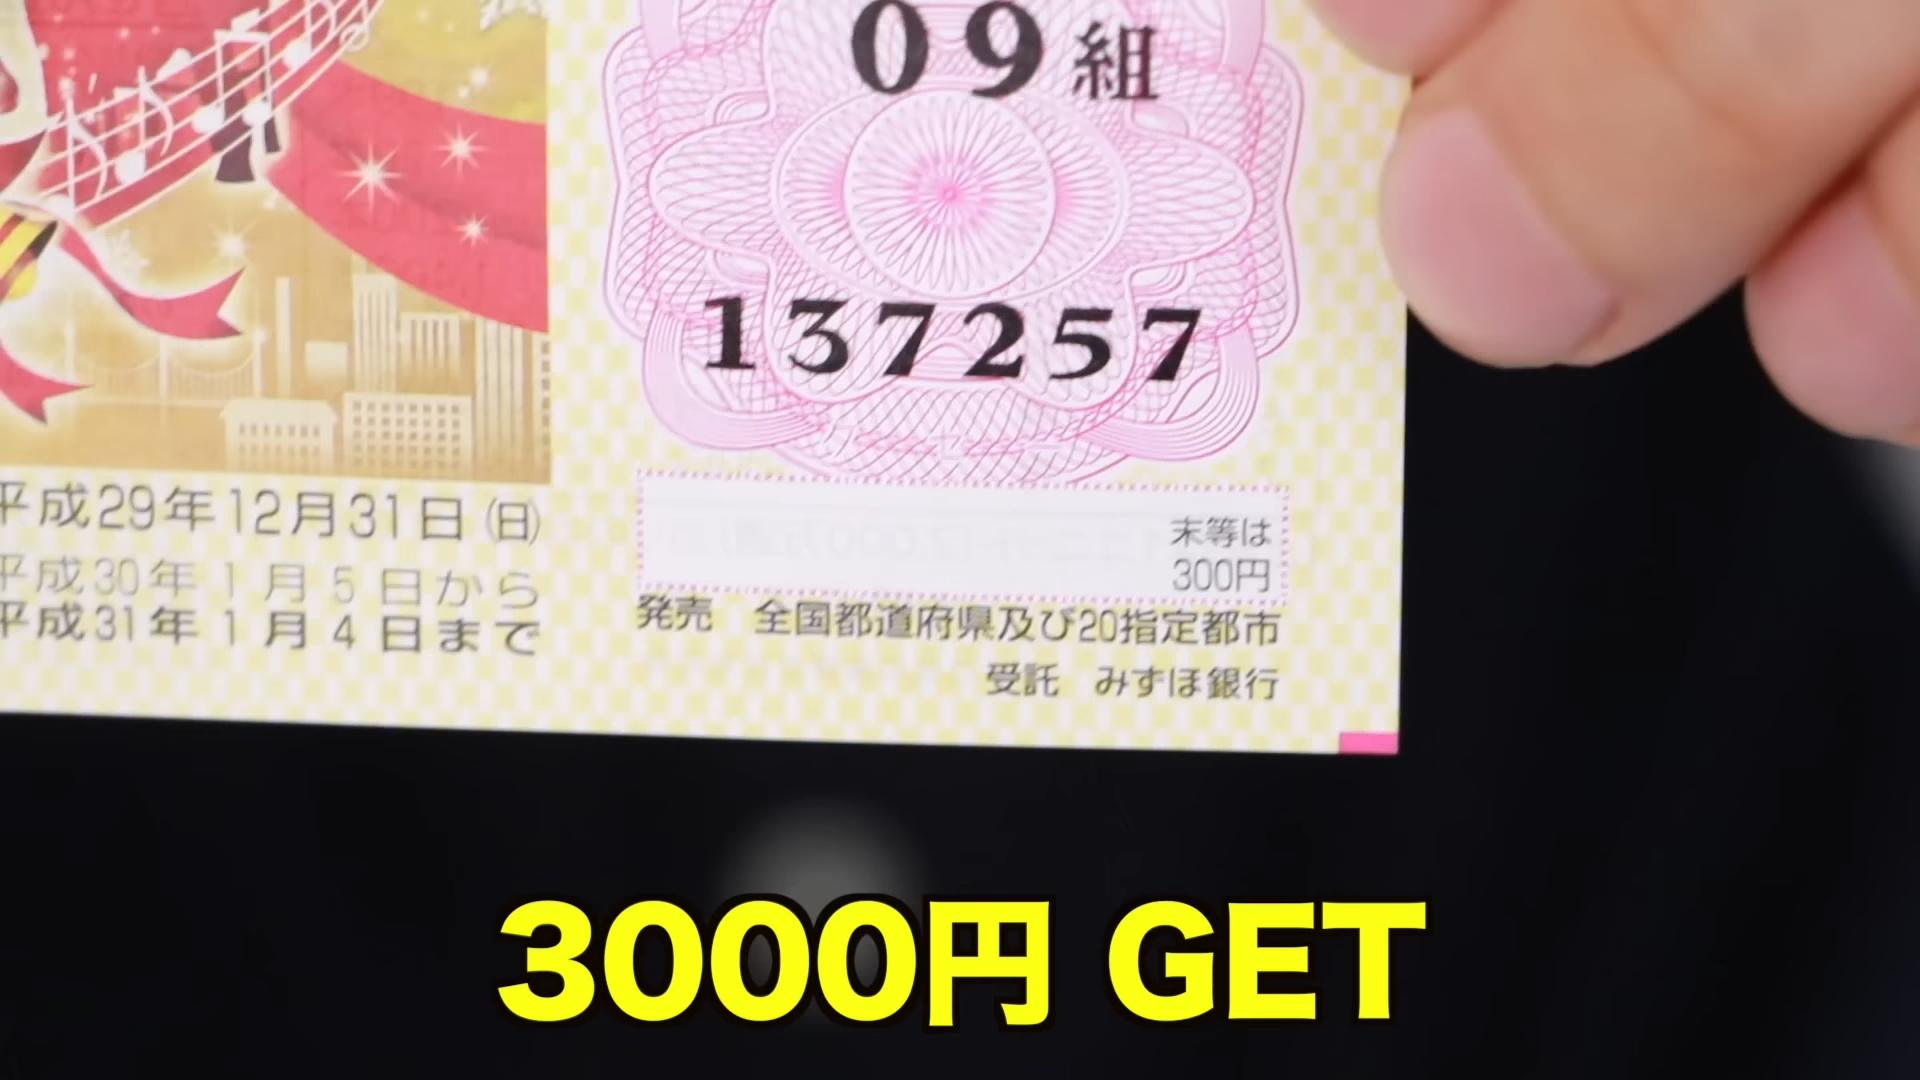 09組
137257
平成29年12月31日(日)
平成30年1月5日から
平成31年1月4日まで
末等は
300円
発売 全国都道府県及び20指定都市
受託 みずほ銀行
3000円 GET